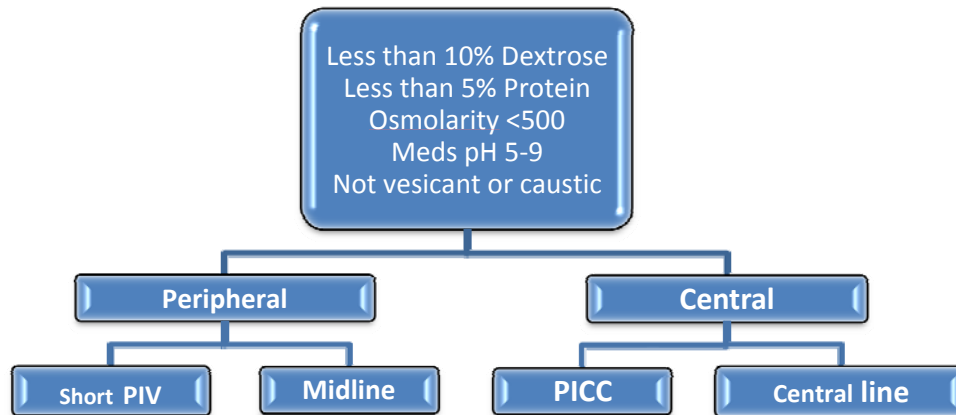 Less than 10% Dextrose
Less than 5% Protein
Osmolarity <500
Meds pH 5-9
Not vesicant or caustic
Peripheral
Central
Short PIV
Midline
PICC
Central line